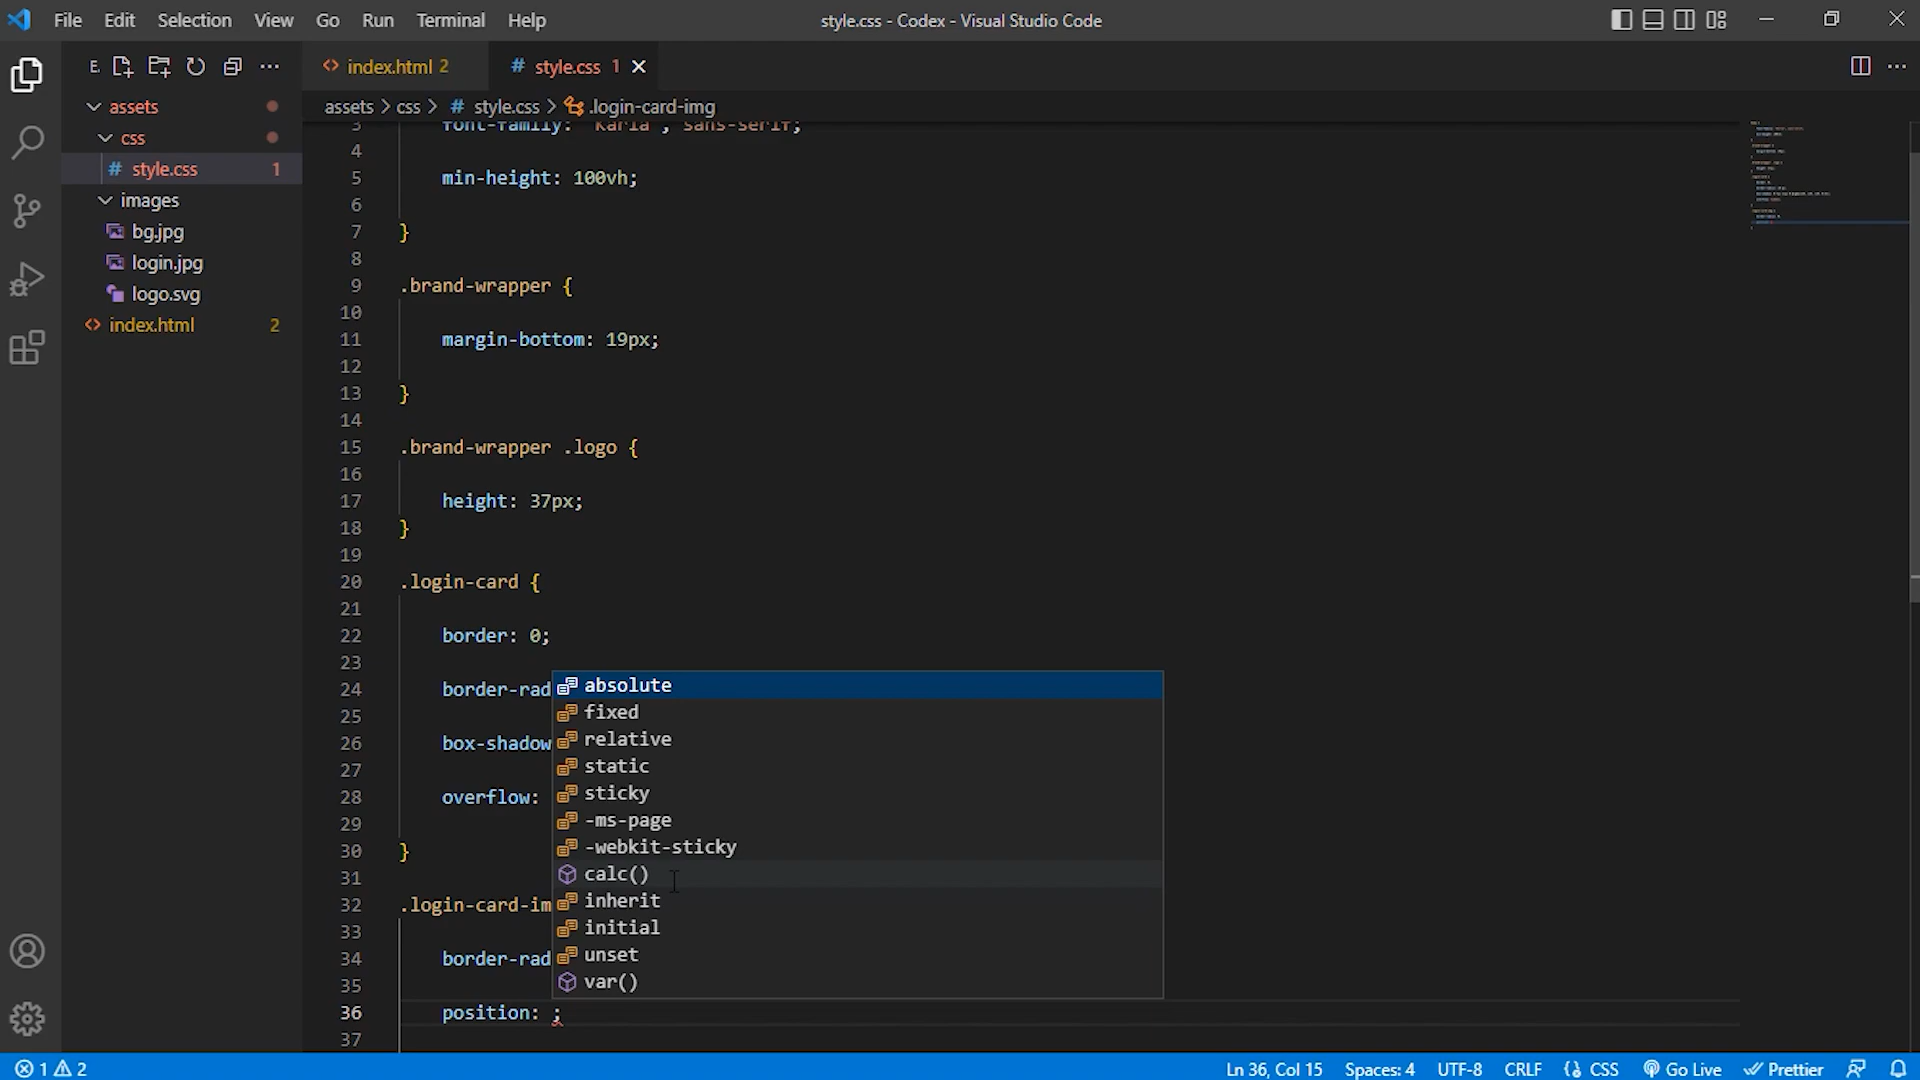 File Edit Selection View Go Run Terminal Help style.css - Codex - Visual Studio Code
E
index.html 2
style.css 1
assets > css > # style.css > .login-card-img
assets
css
# style.css 1
images
bg.jpg
login.jpg
logo.svg
index.html 2
3 font-family: "Karla", sans-serif;
4
5 min-height: 100vh;
6
7 }
8
9 .brand-wrapper {
10
11 margin-bottom: 19px;
12
13 }
14
15 .brand-wrapper .logo {
16
17 height: 37px;
18 }
19
20 .login-card {
21
22 border: 0;
23
24 border-rad
25
26 box-shadow
27
28 overflow:
29
30 }
31
32 .login-card-im
33
34 border-rad
35
36 position: ;
37
absolute
fixed
relative
static
sticky
-ms-page
-webkit-sticky
calc()
inherit
initial
unset
var()
1 2 Ln 36, Col 15 Spaces: 4 UTF-8 CRLF CSS Go Live Prettier